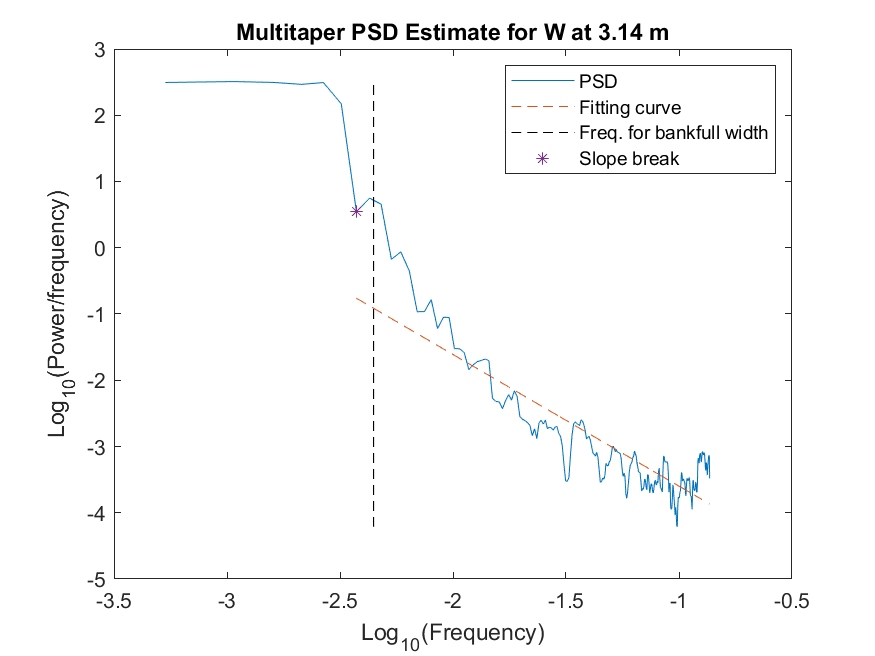 Multitaper PSD Estimate for W at 3.14 m
3
2
1
0
-1
-2
-3
-4
-5
Log10(Power/frequency)
PSD
Fitting curve
Freq. for bankfull width
Slope break
-3.5 -3 -2.5 -2 -1.5 -1 -0.5
Log10(Frequency)